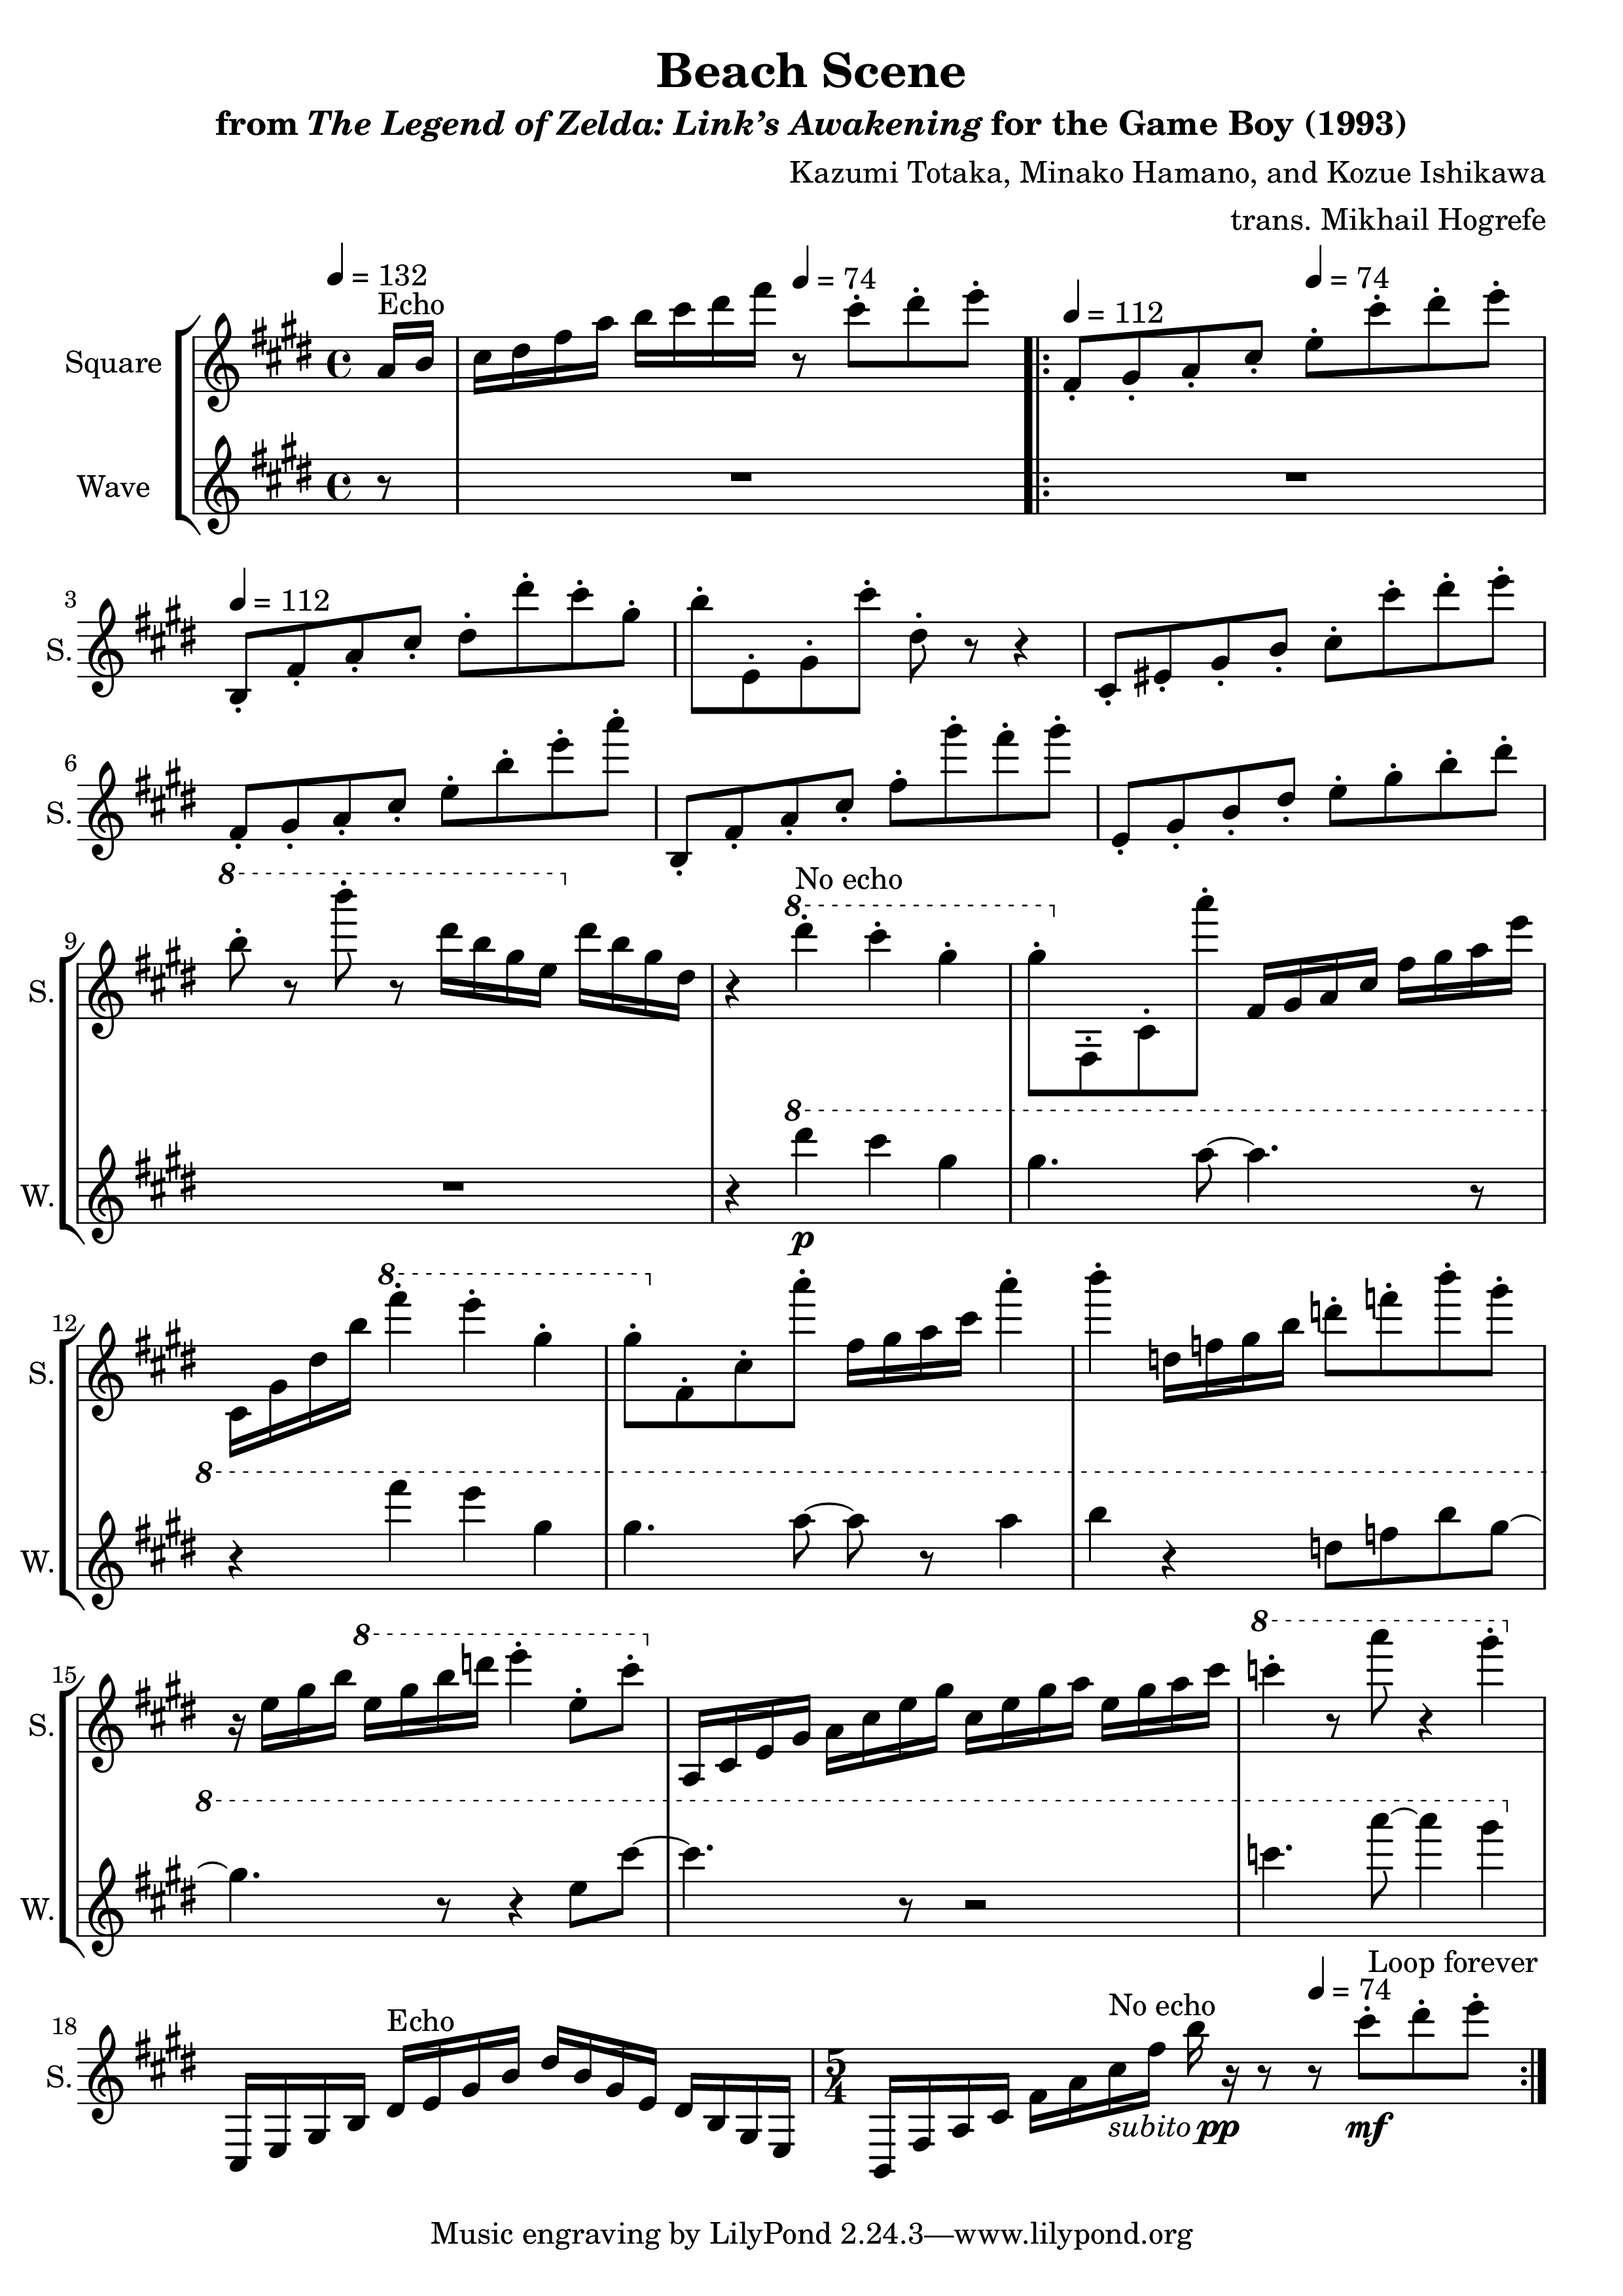 Beach Scene
from The Legend of Zelda: Link’s Awakening for the Game Boy (1993)
Kazumi Totaka, Minako Hamano, and Kozue Ishikawa
trans. Mikhail Hogrefe
= 132
Echo
= 74
= 112
= 74
Square
Wave
3
= 112
S.
6
S.
8
No echo
8
9
S.
8
W.
p
8
12
S.
8
W.
8
8
15
S.
8
W.
Loop forever
= 74
No echo
Echo
18
S.
5
4
subito pp
mf
Music engraving by LilyPond 2.24.3—www.lilypond.org